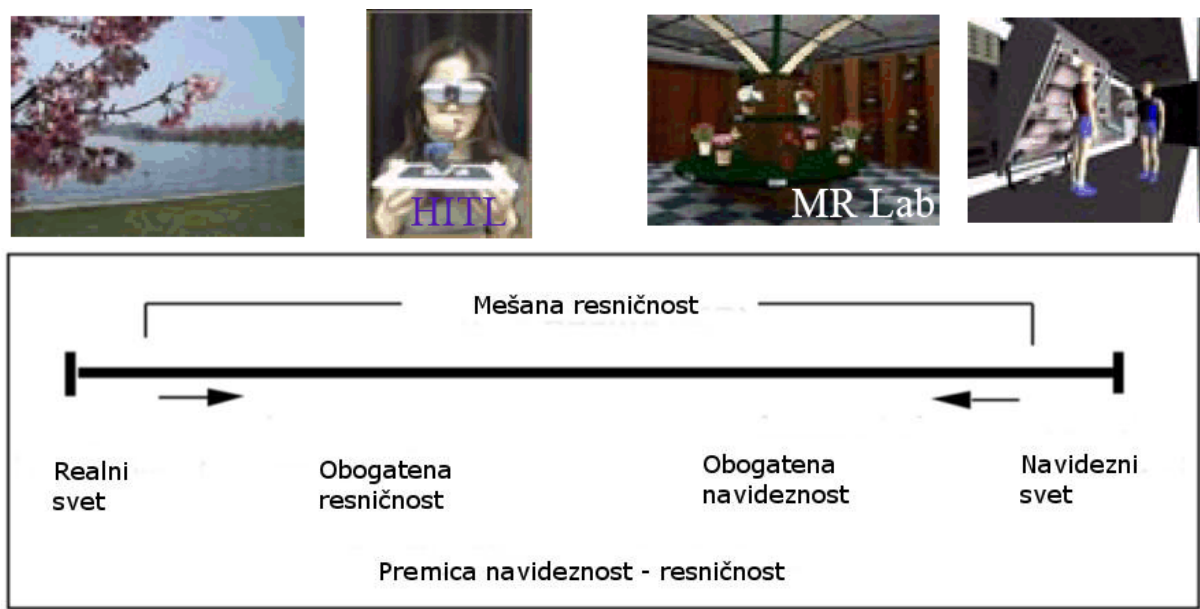 HITL
MR Lab
Mešana resničnost
Realni
svet
Obogatena
resničnost
Obogatena
navideznost
Navidezni
svet
Premica navideznost - resničnost